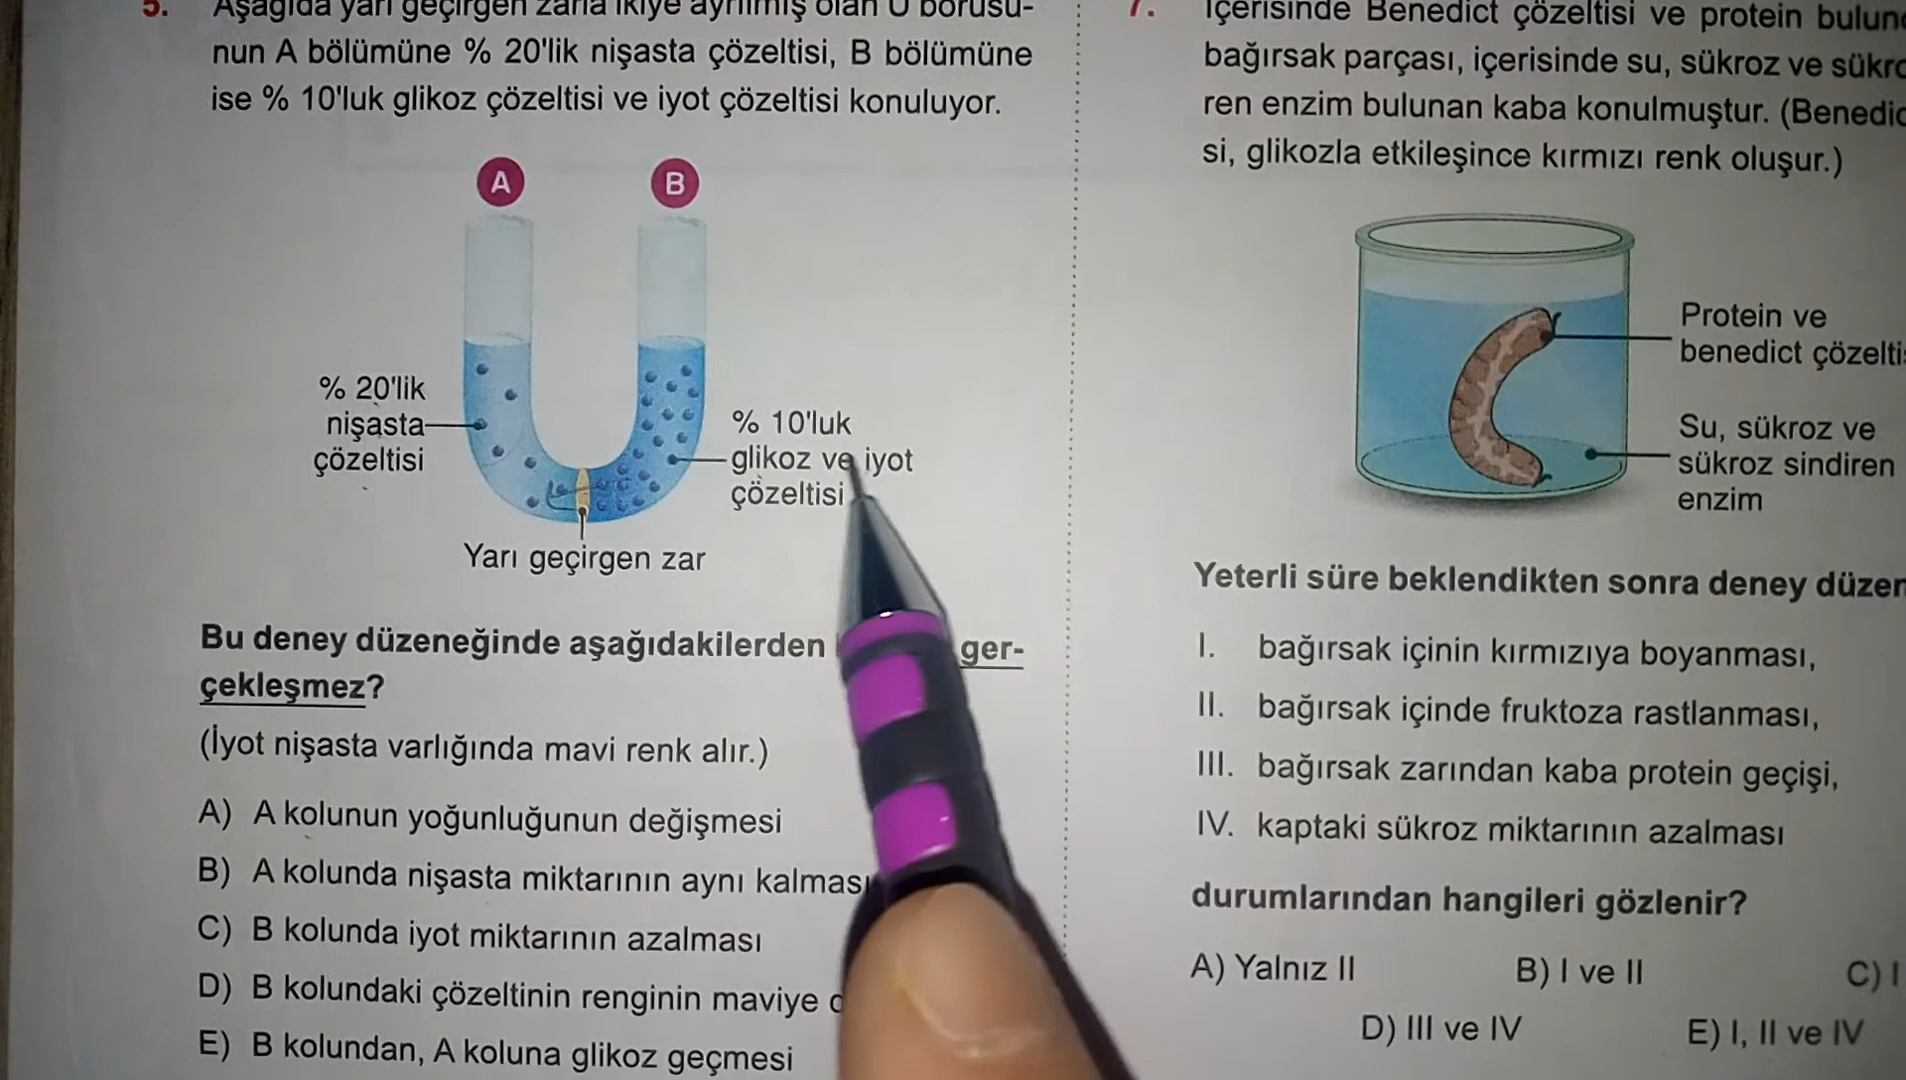 5. Aşağıda yarı geçirgen zarla ikiye ayrılmış olan U borusu-
nun A bölümüne % 20'lik nişasta çözeltisi, B bölümüne
ise % 10'luk glikoz çözeltisi ve iyot çözeltisi konuluyor.
A
B
% 20'lik
nişasta
çözeltisi
% 10'luk
glikoz ve iyot
çözeltisi
Yarı geçirgen zar
Bu deney düzeneğinde aşağıdakilerden ger-
çekleşmez?
(İyot nişasta varlığında mavi renk alır.)
A) A kolunun yoğunluğunun değişmesi
B) A kolunda nişasta miktarının aynı kalması
C) B kolunda iyot miktarının azalması
D) B kolundaki çözeltinin renginin maviye
E) B kolundan, A koluna glikoz geçmesi
7. İçerisinde Benedict çözeltisi ve protein
bağırsak parçası, içerisinde su, sükroz ve
ren enzim bulunan kaba konulmuştur.
si, glikozla etkileşince kırmızı renk oluşur.)
Protein ve
benedict
Su, sükroz ve
sükroz sindiren
enzim
Yeterli süre beklendikten sonra deney
I. bağırsak içinin kırmızıya boyanması,
II. bağırsak içinde fruktoza rastlanması,
III. bağırsak zarından kaba protein geçişi,
IV. kaptaki sükroz miktarının azalması
durumlarından hangileri gözlenir?
A) Yalnız II
B) I ve II
C)
D) III ve IV
E) I, II ve IV